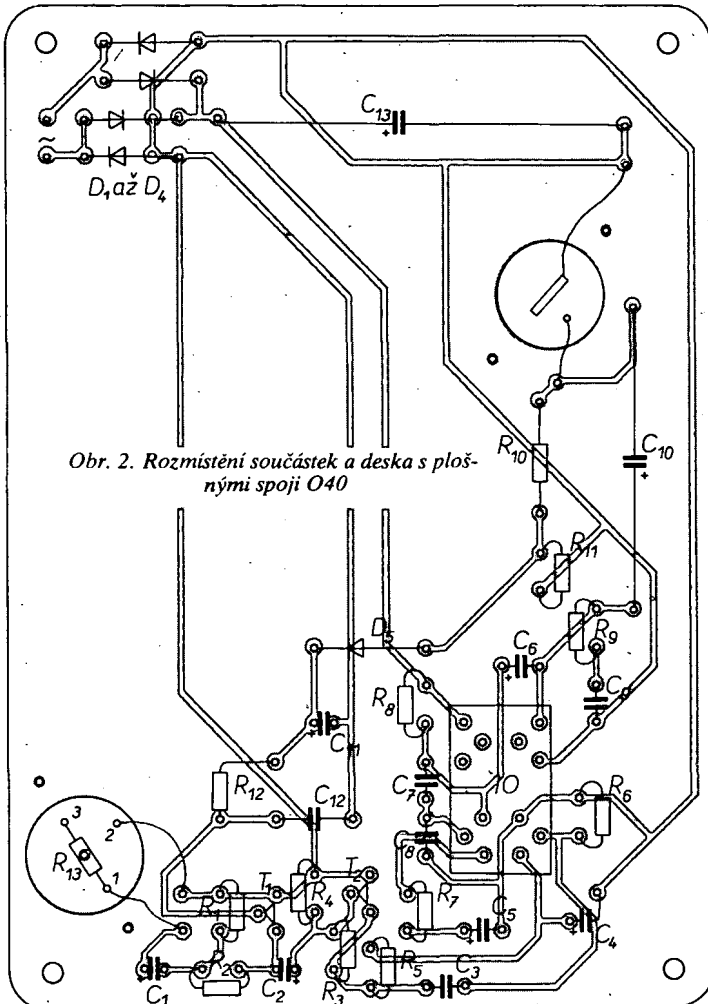 ~
D₁ až D₄
C₁₃
+
Obr. 2. Rozmístění součástek a deska s ploš-
nými spoji O40
R₁₀
C₁₀
+
R₁₁
D₅
C₆
+
R₉
R₈
C₁₁
+
R₁₂
C₁₂
C₇
IO
R₆
3
2
R₁₃
1
T₁
R₄
T₂
8
R₇
C₅
+
C₄
+
R₅
R₃
C₃
C₁
+
C₂
+